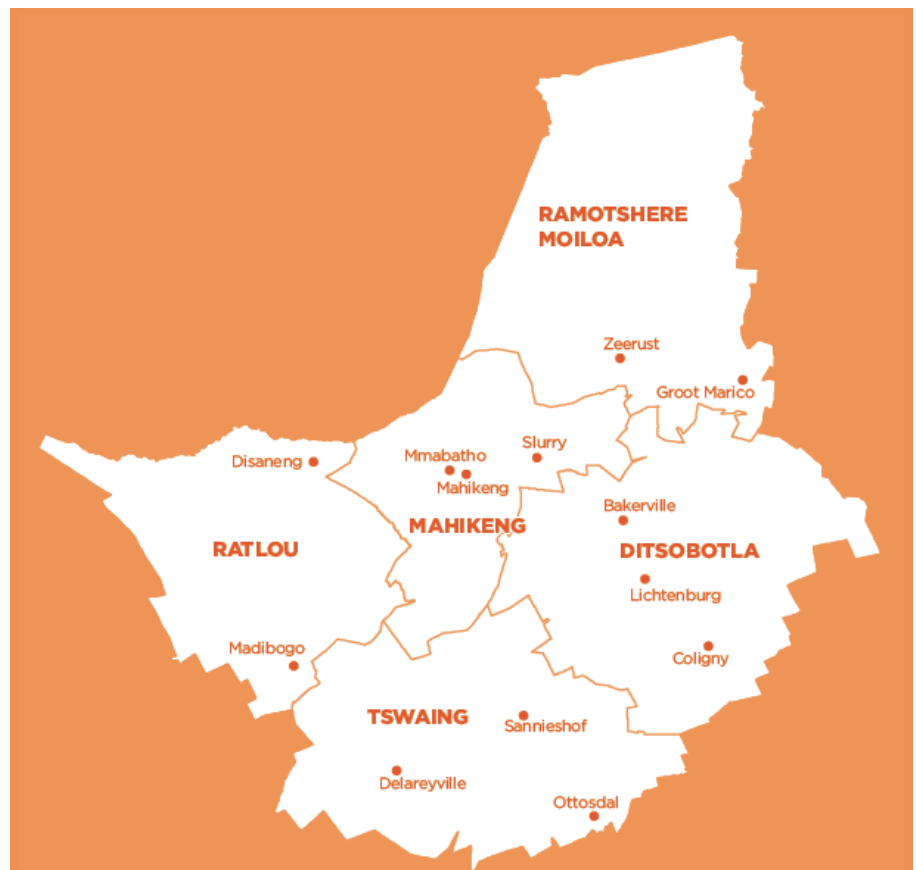 RAMOTSHERE
MOILOA
Zeerust
Groot Marico
Slurry
Mmabatho
Mahikeng
MAHIKENG
Disaneng
RATLOU
Madibogo
Bakerville
DITSOBOTLA
Lichtenburg
Coligny
TSWAING
Sannieshof
Delareyville
Ottosdal